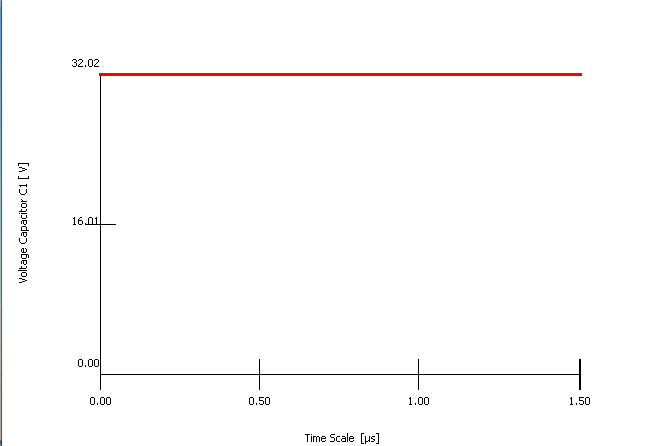 32.02
Voltage Capacitor C1 [ V]
16.01
0.00
0.00 0.50 1.00 1.50
Time Scale [µs]